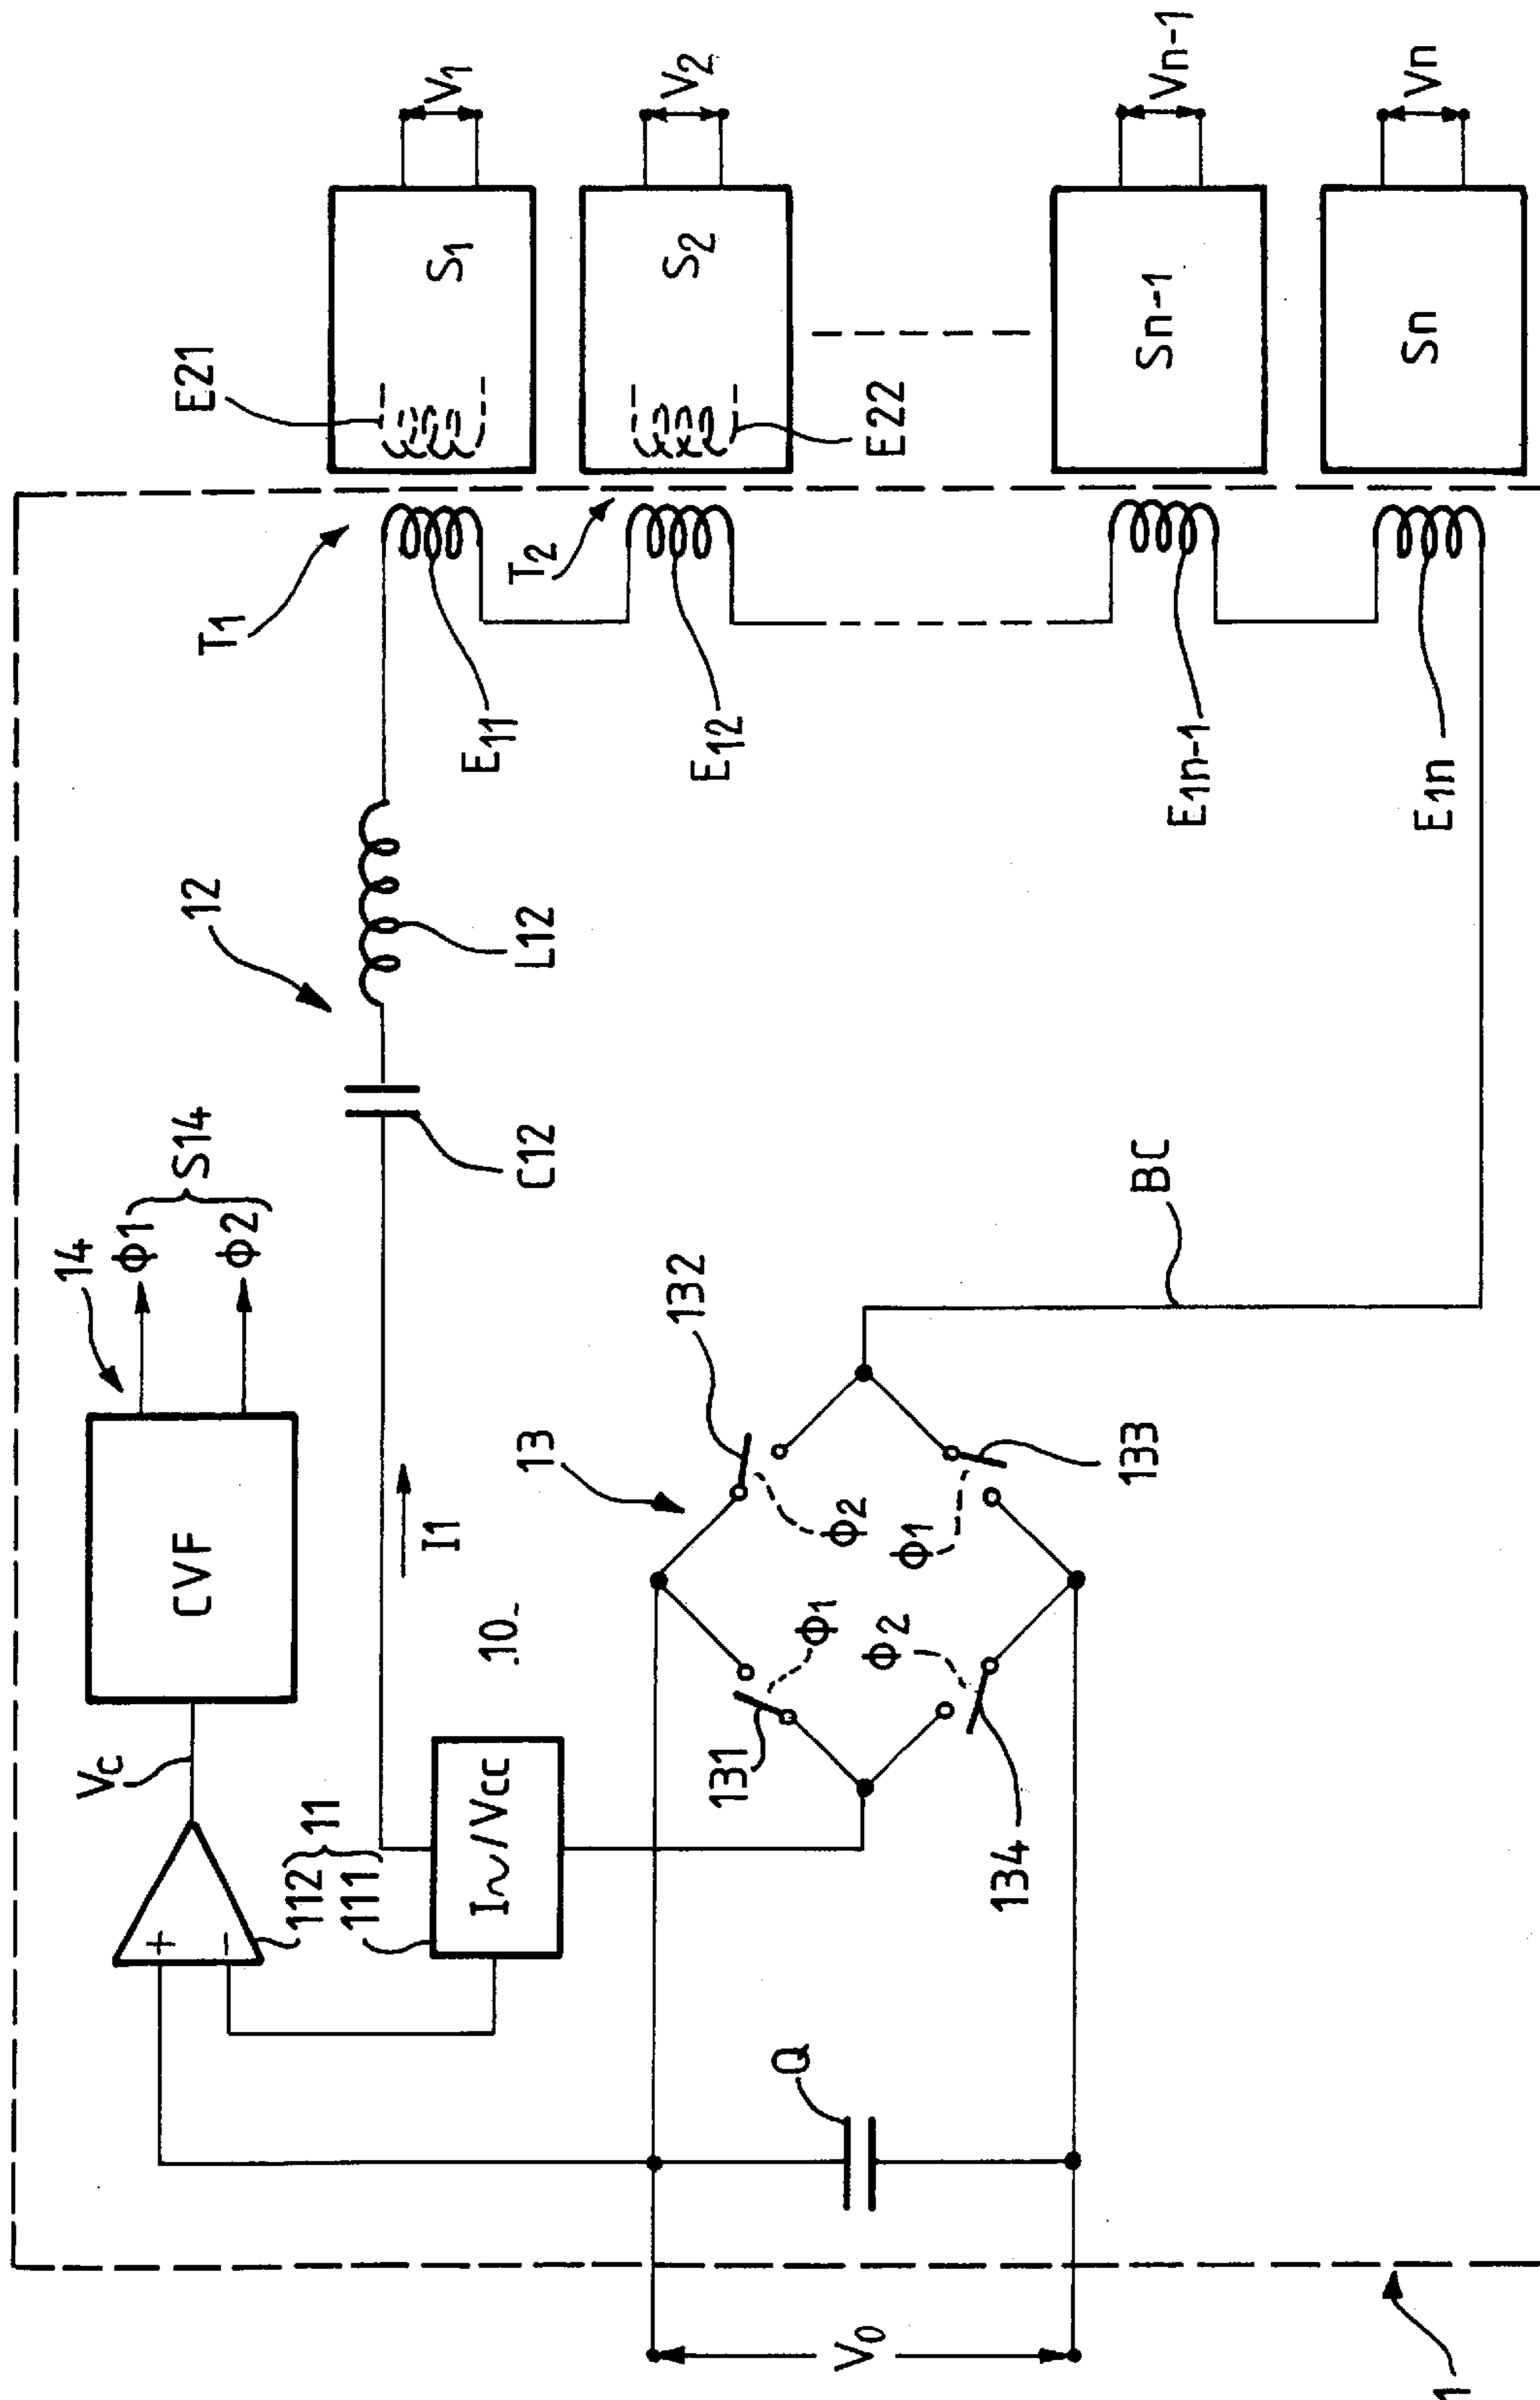 14
Φ1
Φ2
S14
CVF
Vc
112
111
11
I∿/Vcc
+
−
I1
10
12
C12
L12
T1
E11
E21
S1
V1
T2
E12
E22
S2
V2
E1n-1
Sn-1
Vn-1
E1n
Sn
Vn
13
131
Φ1
132
Φ2
133
Φ1
134
Φ2
BC
Q
V0
1